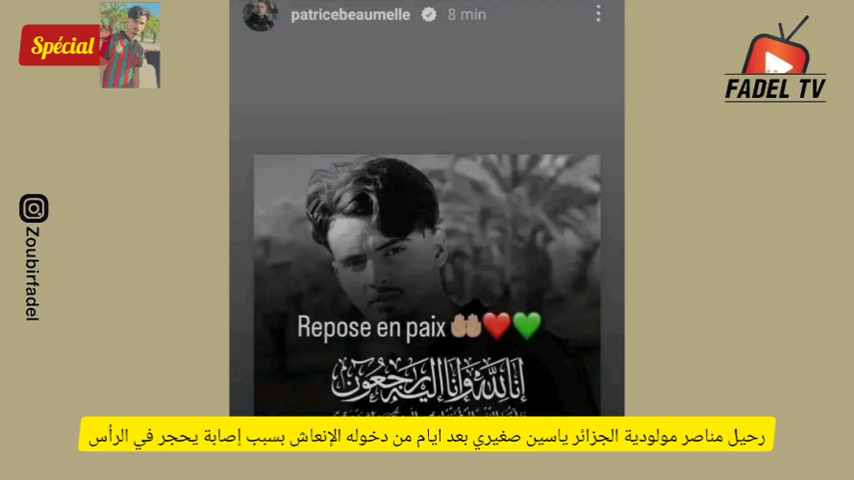 patricebeaumelle 8 min
Spécial
FADEL TV
Zoubirfadel
Repose en paix 🤲🏼❤️💚
إنا لله وإنا إليه راجعون
رحيل مناصر مولودية الجزائر ياسين صغيري بعد ايام من دخوله الإنعاش بسبب إصابة يحجر في الرأس